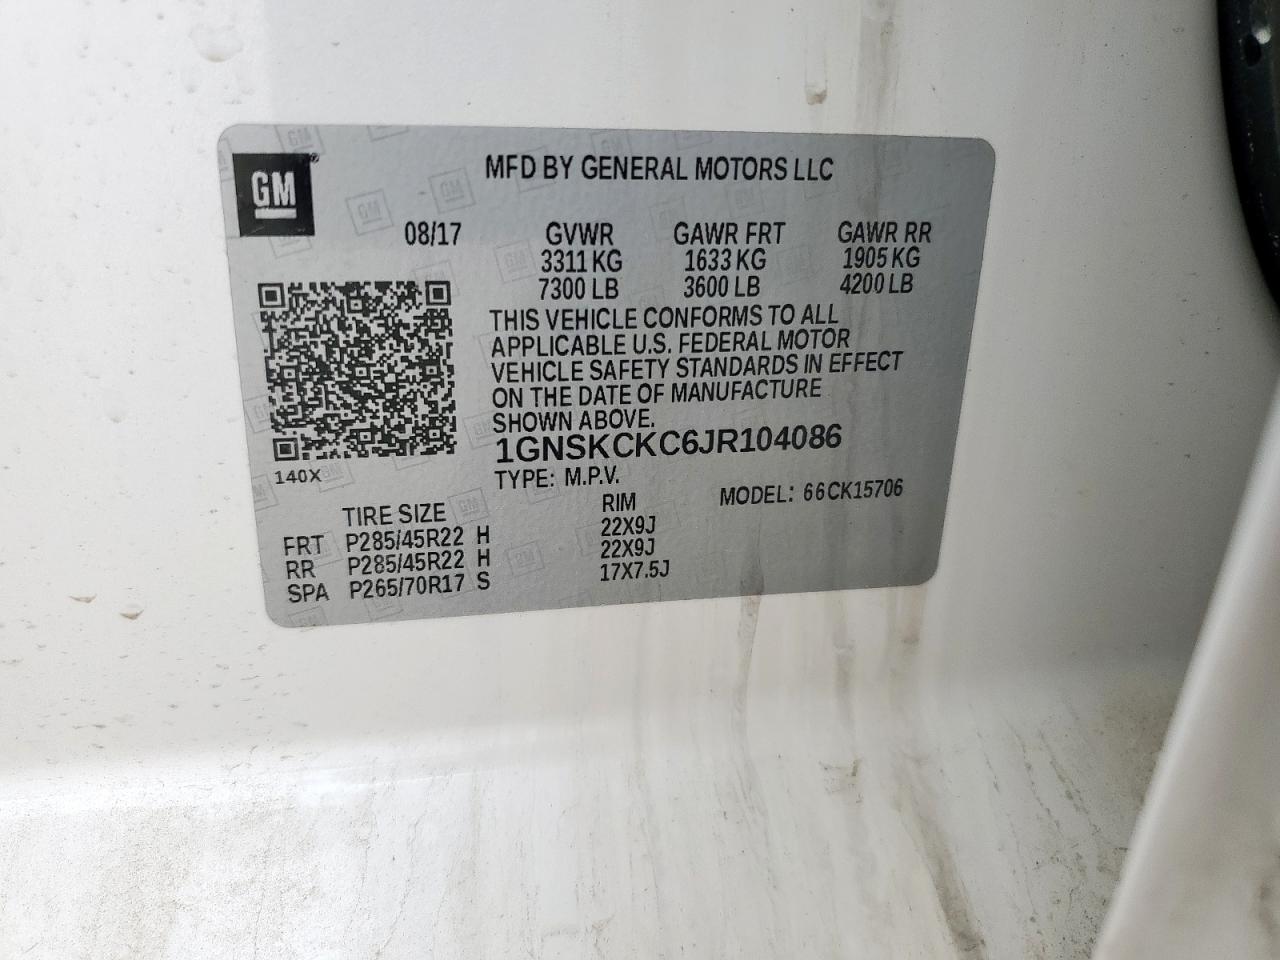 GM
MFD BY GENERAL MOTORS LLC
08/17 GVWR GAWR FRT GAWR RR
3311 KG 1633 KG 1905 KG
7300 LB 3600 LB 4200 LB
THIS VEHICLE CONFORMS TO ALL
APPLICABLE U.S. FEDERAL MOTOR
VEHICLE SAFETY STANDARDS IN EFFECT
ON THE DATE OF MANUFACTURE
SHOWN ABOVE.
1GNSKCKC6JR104086
140X
TYPE: M.P.V.
MODEL: 66CK15706
TIRE SIZE RIM
FRT P285/45R22 H 22X9J
RR P285/45R22 H 22X9J
SPA P265/70R17 S 17X7.5J